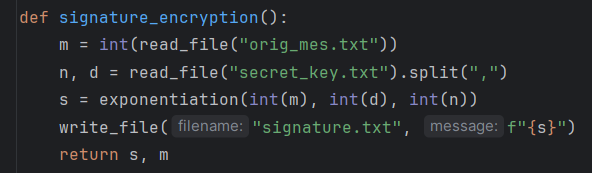 def signature_encryption():
    m = int(read_file("orig_mes.txt"))
    n, d = read_file("secret_key.txt").split(",")
    s = exponentiation(int(m), int(d), int(n))
    write_file(filename: "signature.txt", message: f"{s}")
    return s, m